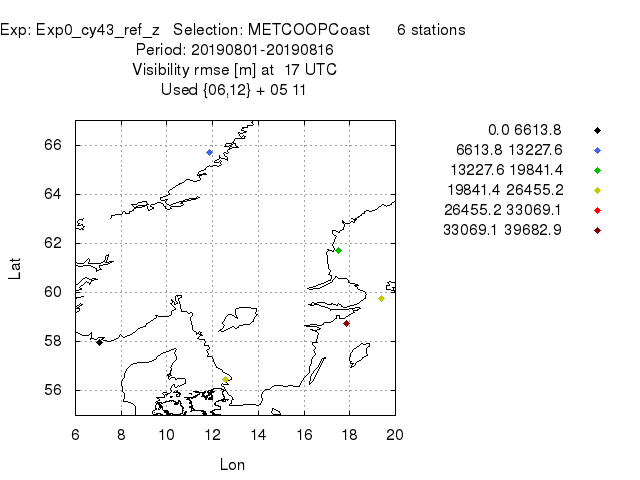 Exp: Exp0_cy43_ref_z Selection: METCOOPCoast 6 stations
Period: 20190801-20190816
Visibility rmse [m] at 17 UTC
Used {06,12} + 05 11
0.0 6613.8
6613.8 13227.6
13227.6 19841.4
19841.4 26455.2
26455.2 33069.1
33069.1 39682.9
66
64
62
60
58
56
Lat
6 8 10 12 14 16 18 20
Lon